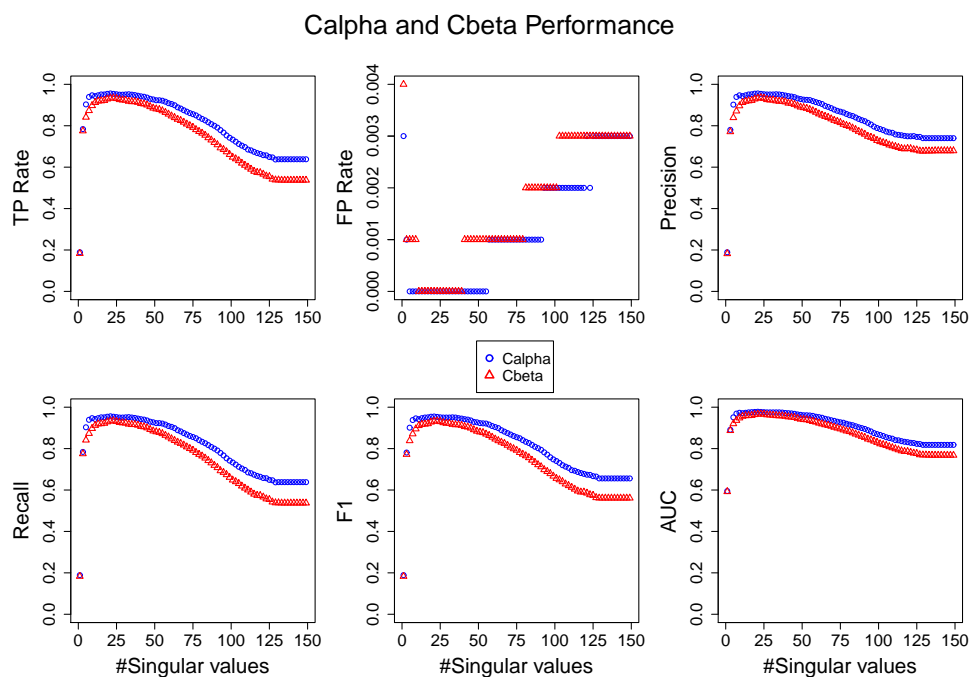 Calpha and Cbeta Performance
TP Rate
0.0 0.2 0.4 0.6 0.8 1.0
0 25 50 75 100 125 150
FP Rate
0.000 0.001 0.002 0.003 0.004
0 25 50 75 100 125 150
Precision
0.0 0.2 0.4 0.6 0.8 1.0
0 25 50 75 100 125 150
Calpha
Cbeta
Recall
0.0 0.2 0.4 0.6 0.8 1.0
0 25 50 75 100 125 150
#Singular values
F1
0.0 0.2 0.4 0.6 0.8 1.0
0 25 50 75 100 125 150
#Singular values
AUC
0.0 0.2 0.4 0.6 0.8 1.0
0 25 50 75 100 125 150
#Singular values